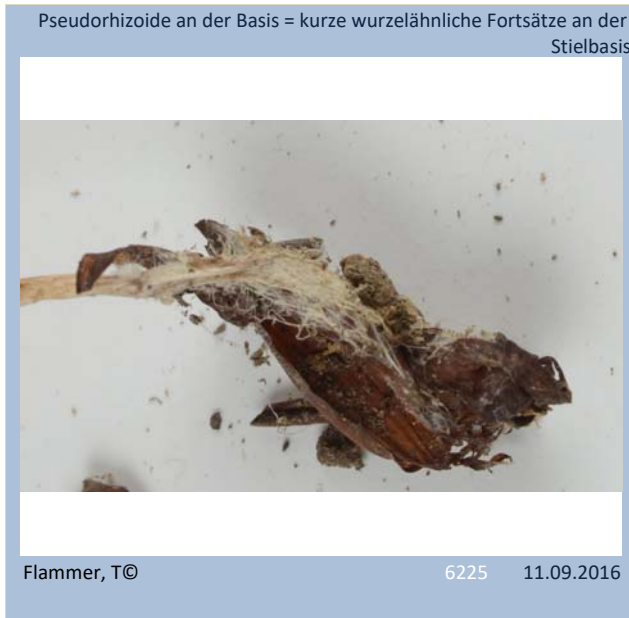 Pseudorhizoide an der Basis = kurze wurzelähnliche Fortsätze an der
Stielbasis
Flammer, T© 6225 11.09.2016